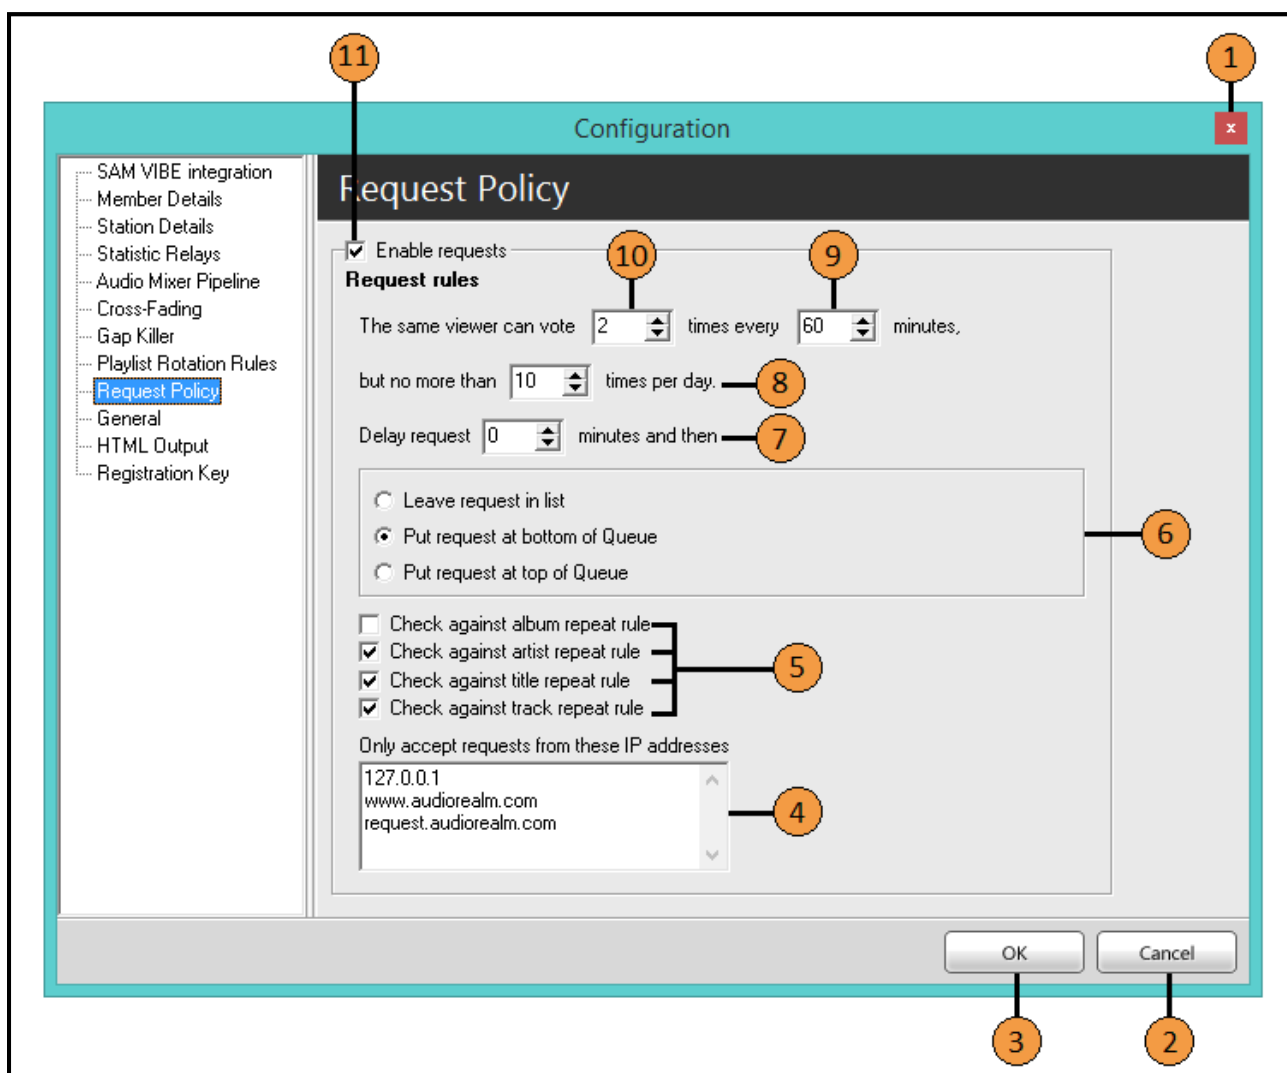 11
1
Configuration
x
SAM VIBE integration
Member Details
Station Details
Statistic Relays
Audio Mixer Pipeline
Cross-Fading
Gap Killer
Playlist Rotation Rules
Request Policy
General
HTML Output
Registration Key
Request Policy
Enable requests
10
9
Request rules
The same viewer can vote 2 times every 60 minutes,
but no more than 10 times per day.
8
Delay request 0 minutes and then
7
Leave request in list
Put request at bottom of Queue
6
Put request at top of Queue
Check against album repeat rule
Check against artist repeat rule
5
Check against title repeat rule
Check against track repeat rule
Only accept requests from these IP addresses
127.0.0.1
www.audiorealm.com
4
request.audiorealm.com
OK
Cancel
3
2